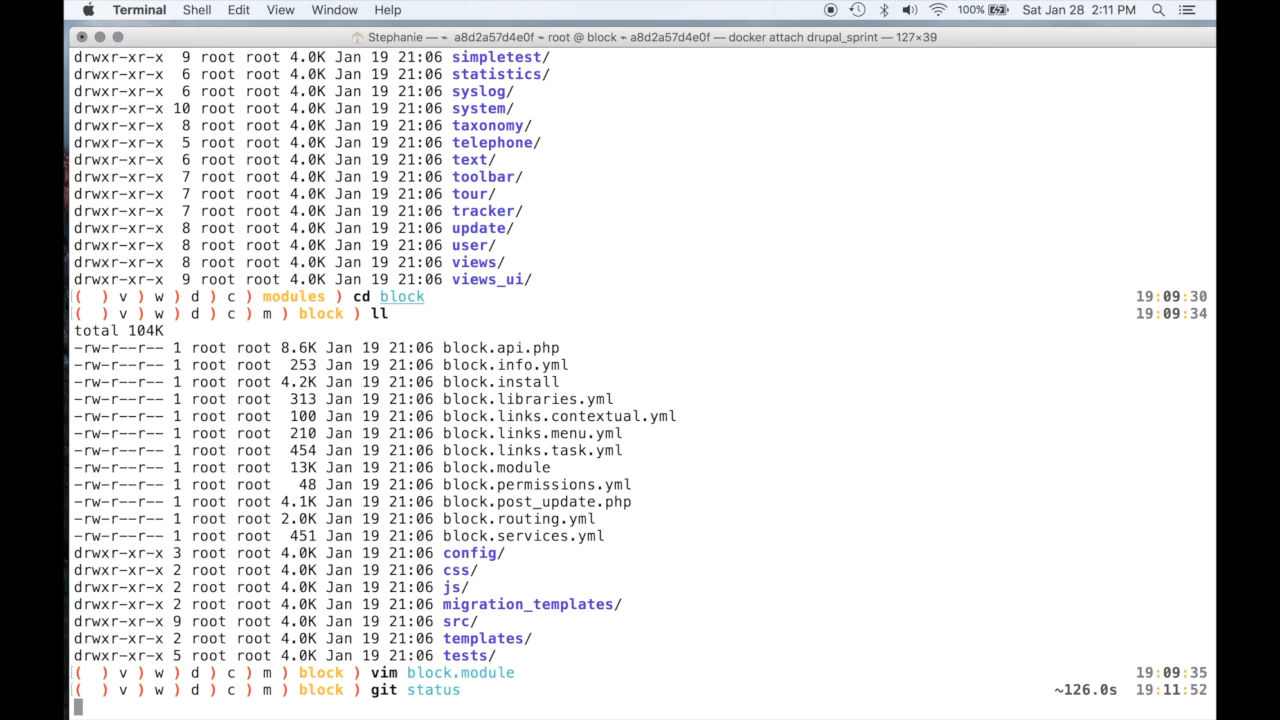 Terminal Shell Edit View Window Help 100% Sat Jan 28 2:11 PM
Stephanie — ⌁ a8d2a57d4e0f ⌁ root @ block ⌁ a8d2a57d4e0f — docker attach drupal_sprint — 127×39
drwxr-xr-x 9 root root 4.0K Jan 19 21:06 simpletest/
drwxr-xr-x 6 root root 4.0K Jan 19 21:06 statistics/
drwxr-xr-x 6 root root 4.0K Jan 19 21:06 syslog/
drwxr-xr-x 10 root root 4.0K Jan 19 21:06 system/
drwxr-xr-x 8 root root 4.0K Jan 19 21:06 taxonomy/
drwxr-xr-x 5 root root 4.0K Jan 19 21:06 telephone/
drwxr-xr-x 6 root root 4.0K Jan 19 21:06 text/
drwxr-xr-x 7 root root 4.0K Jan 19 21:06 toolbar/
drwxr-xr-x 7 root root 4.0K Jan 19 21:06 tour/
drwxr-xr-x 7 root root 4.0K Jan 19 21:06 tracker/
drwxr-xr-x 8 root root 4.0K Jan 19 21:06 update/
drwxr-xr-x 8 root root 4.0K Jan 19 21:06 user/
drwxr-xr-x 8 root root 4.0K Jan 19 21:06 views/
drwxr-xr-x 9 root root 4.0K Jan 19 21:06 views_ui/
( ) v ) w ) d ) c ) modules ) cd block 19:09:30
( ) v ) w ) d ) c ) m ) block ) ll 19:09:34
total 104K
-rw-r--r-- 1 root root 8.6K Jan 19 21:06 block.api.php
-rw-r--r-- 1 root root 253 Jan 19 21:06 block.info.yml
-rw-r--r-- 1 root root 4.2K Jan 19 21:06 block.install
-rw-r--r-- 1 root root 313 Jan 19 21:06 block.libraries.yml
-rw-r--r-- 1 root root 100 Jan 19 21:06 block.links.contextual.yml
-rw-r--r-- 1 root root 210 Jan 19 21:06 block.links.menu.yml
-rw-r--r-- 1 root root 454 Jan 19 21:06 block.links.task.yml
-rw-r--r-- 1 root root 13K Jan 19 21:06 block.module
-rw-r--r-- 1 root root 48 Jan 19 21:06 block.permissions.yml
-rw-r--r-- 1 root root 4.1K Jan 19 21:06 block.post_update.php
-rw-r--r-- 1 root root 2.0K Jan 19 21:06 block.routing.yml
-rw-r--r-- 1 root root 451 Jan 19 21:06 block.services.yml
drwxr-xr-x 3 root root 4.0K Jan 19 21:06 config/
drwxr-xr-x 2 root root 4.0K Jan 19 21:06 css/
drwxr-xr-x 2 root root 4.0K Jan 19 21:06 js/
drwxr-xr-x 2 root root 4.0K Jan 19 21:06 migration_templates/
drwxr-xr-x 9 root root 4.0K Jan 19 21:06 src/
drwxr-xr-x 2 root root 4.0K Jan 19 21:06 templates/
drwxr-xr-x 5 root root 4.0K Jan 19 21:06 tests/
( ) v ) w ) d ) c ) m ) block ) vim block.module 19:09:35
( ) v ) w ) d ) c ) m ) block ) git status ~126.0s 19:11:52